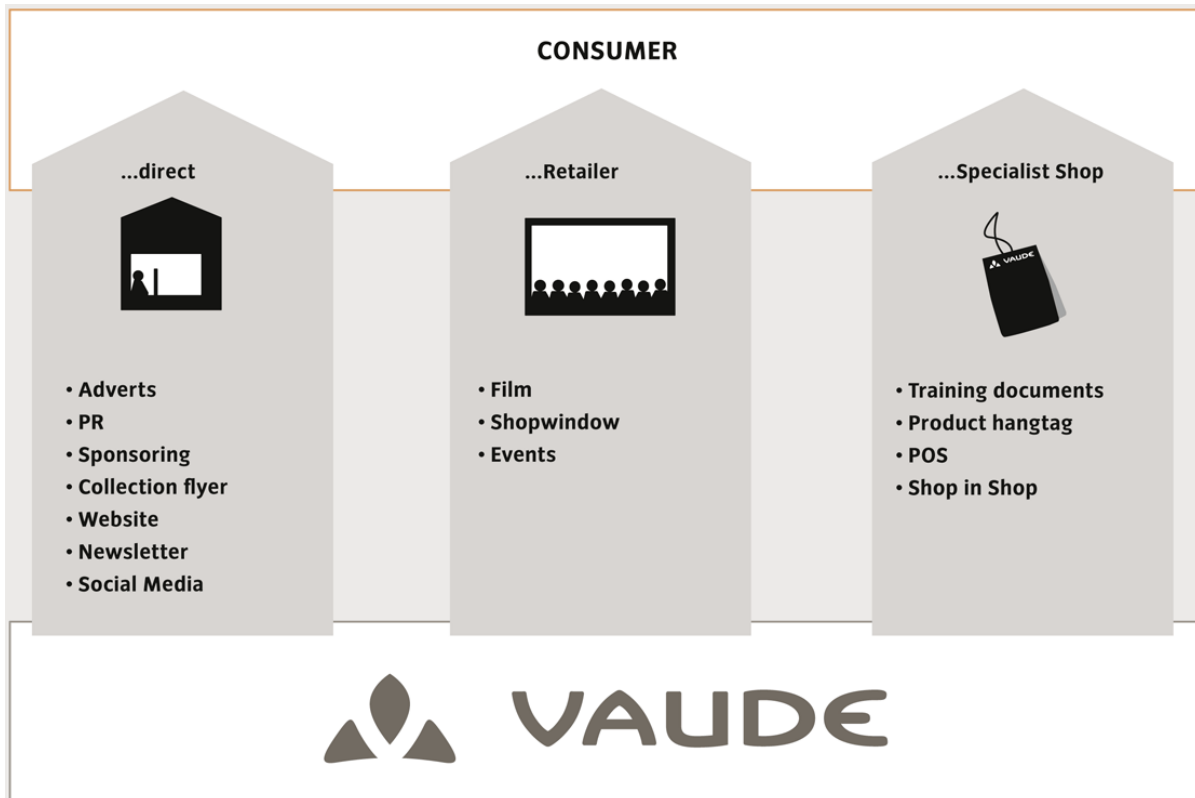 CONSUMER
...direct
• Adverts
• PR
• Sponsoring
• Collection flyer
• Website
• Newsletter
• Social Media
...Retailer
• Film
• Shopwindow
• Events
...Specialist Shop
VAUDE
• Training documents
• Product hangtag
• POS
• Shop in Shop
VAUDE